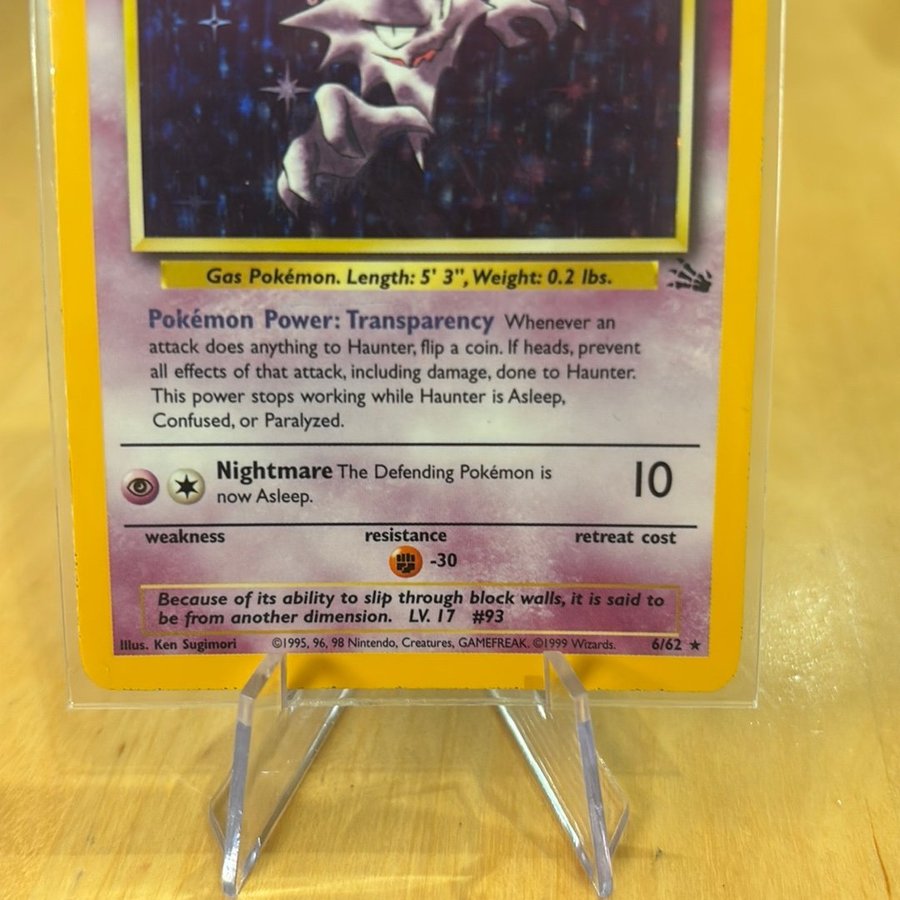 Gas Pokémon. Length: 5' 3", Weight: 0.2 lbs.
Pokémon Power: Transparency Whenever an
attack does anything to Haunter, flip a coin. If heads, prevent
all effects of that attack, including damage, done to Haunter.
This power stops working while Haunter is Asleep,
Confused, or Paralyzed.
Nightmare The Defending Pokémon is 10
now Asleep.
weakness resistance retreat cost
-30
Because of its ability to slip through block walls, it is said to
be from another dimension. LV. 17 #93
Illus. Ken Sugimori ©1995, 96, 98 Nintendo, Creatures, GAMEFREAK. ©1999 Wizards. 6/62 ★